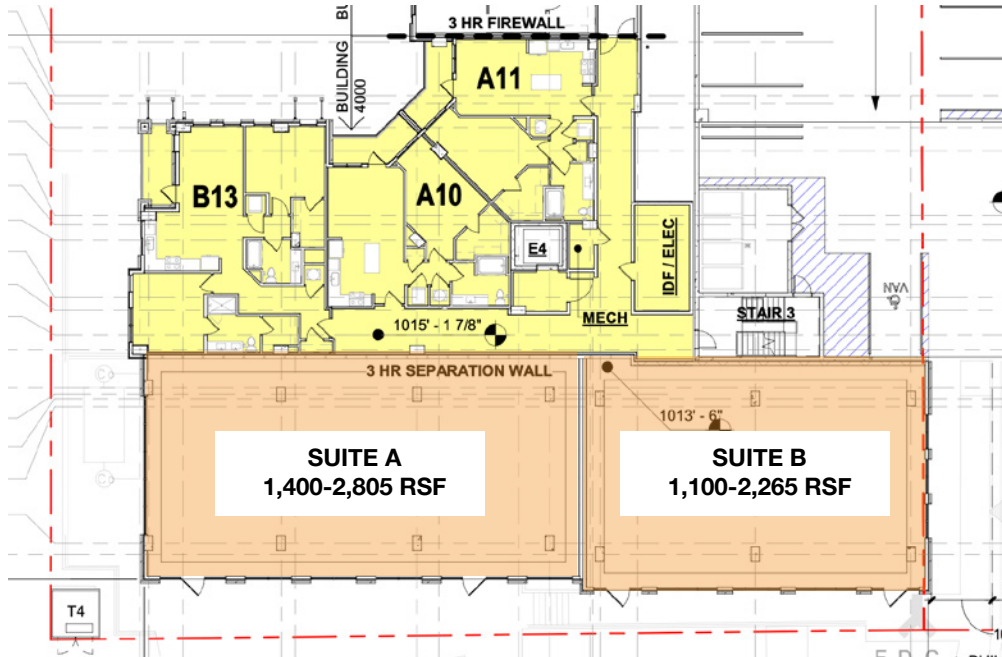 3 HR FIREWALL
BUILDING
4000
A11
B13
A10
E4
IDF / ELEC
VAN
MECH
STAIR 3
1015' - 1 7/8"
3 HR SEPARATION WALL
1013' - 6"
SUITE A
1,400-2,805 RSF
SUITE B
1,100-2,265 RSF
T4